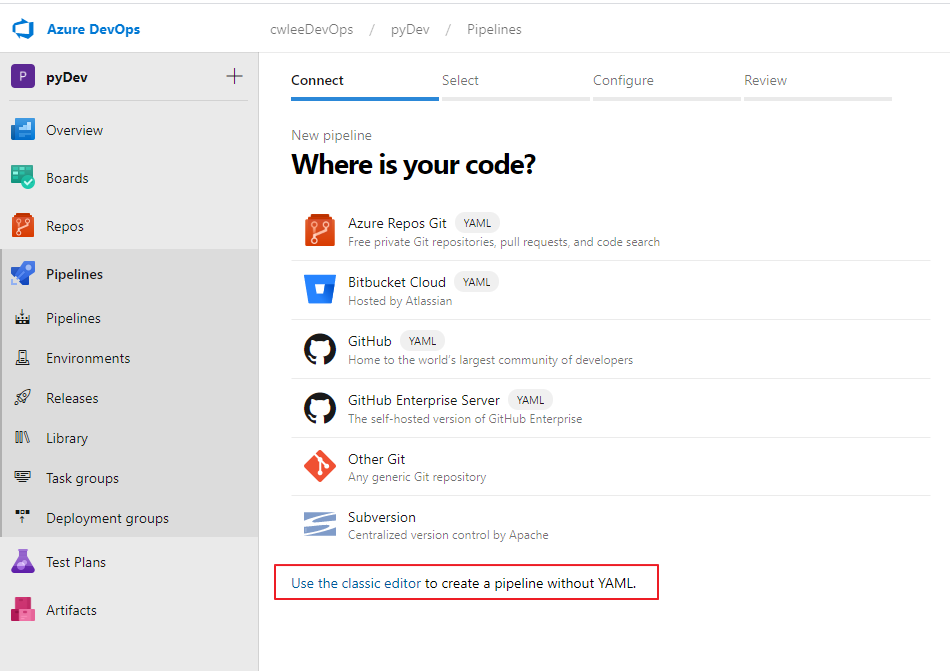 Azure DevOps
cwleeDevOps / pyDev / Pipelines
P pyDev
Overview
Boards
Repos
Pipelines
Pipelines
Environments
Releases
Library
Task groups
Deployment groups
Test Plans
Artifacts
Connect Select Configure Review
New pipeline
Where is your code?
Azure Repos Git YAML
Free private Git repositories, pull requests, and code search
Bitbucket Cloud YAML
Hosted by Atlassian
GitHub YAML
Home to the world's largest community of developers
GitHub Enterprise Server YAML
The self-hosted version of GitHub Enterprise
Other Git
Any generic Git repository
Subversion
Centralized version control by Apache
Use the classic editor to create a pipeline without YAML.